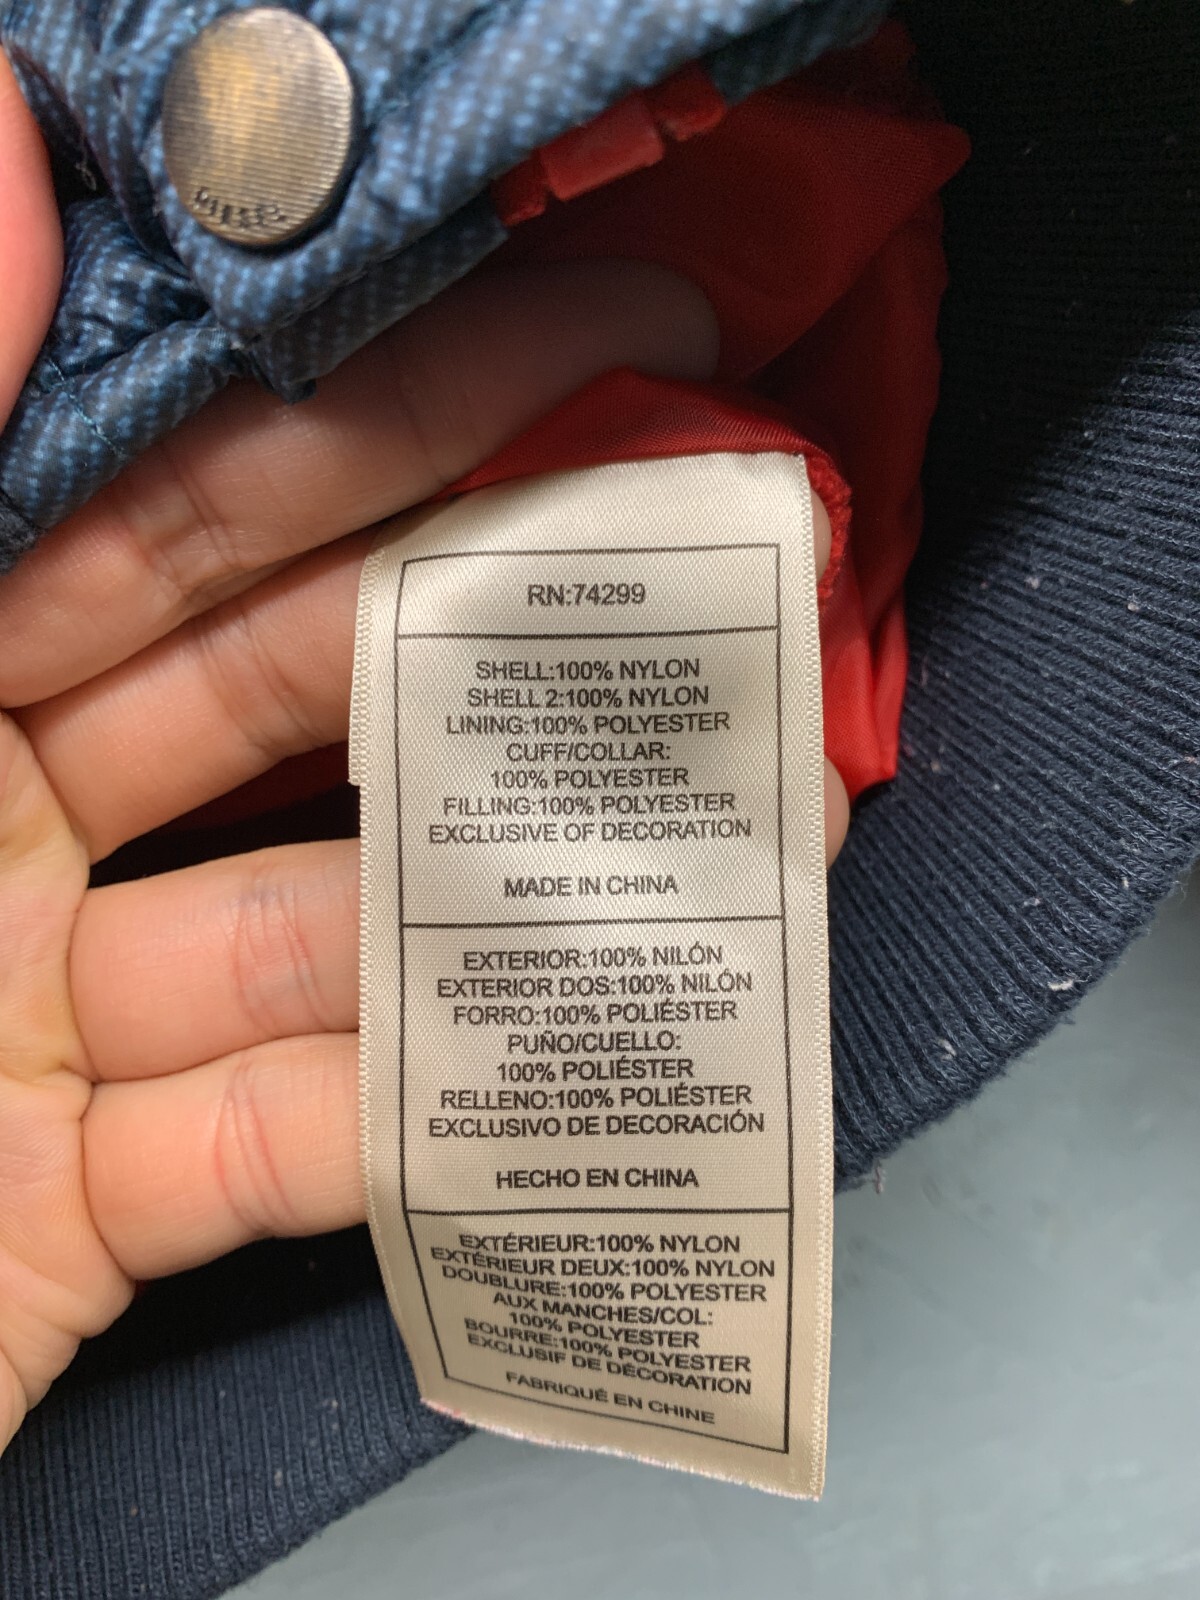 DIESEL
RN:74299
SHELL:100% NYLON
SHELL 2:100% NYLON
LINING:100% POLYESTER
CUFF/COLLAR:
100% POLYESTER
FILLING:100% POLYESTER
EXCLUSIVE OF DECORATION
MADE IN CHINA
EXTERIOR:100% NILÓN
EXTERIOR DOS:100% NILÓN
FORRO:100% POLIÉSTER
PUÑO/CUELLO:
100% POLIÉSTER
RELLENO:100% POLIÉSTER
EXCLUSIVO DE DECORACIÓN
HECHO EN CHINA
EXTÉRIEUR:100% NYLON
EXTÉRIEUR DEUX:100% NYLON
DOUBLURE:100% POLYESTER
AUX MANCHES/COL:
100% POLYESTER
BOURRE:100% POLYESTER
EXCLUSIF DE DÉCORATION
FABRIQUÉ EN CHINE